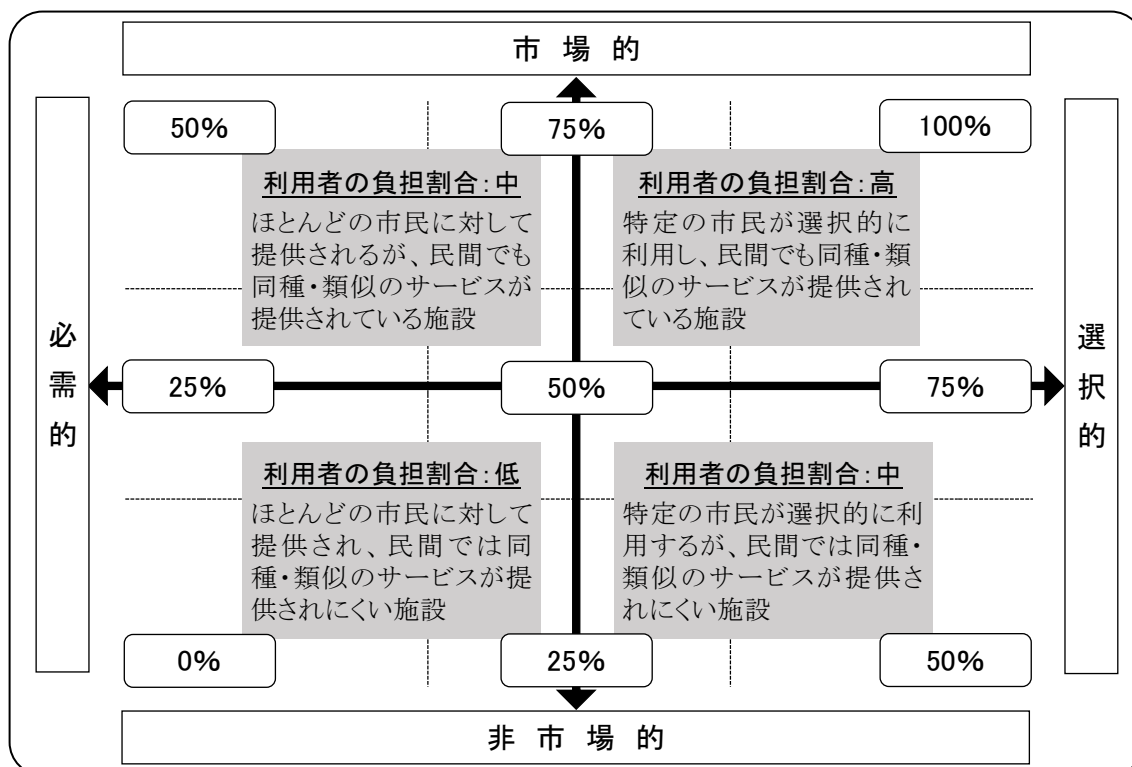 市場的
50%
75%
100%
利用者の負担割合:中
ほとんどの市民に対して
提供されるが、民間でも
同種・類似のサービスが
提供されている施設
利用者の負担割合:高
特定の市民が選択的に
利用し、民間でも同種・類
似のサービスが提供され
ている施設
必需的
選択的
25%
50%
75%
利用者の負担割合:低
ほとんどの市民に対して
提供され、民間では同
種・類似のサービスが提
供されにくい施設
利用者の負担割合:中
特定の市民が選択的に利
用するが、民間では同種・
類似のサービスが提供さ
れにくい施設
0%
25%
50%
非市場的